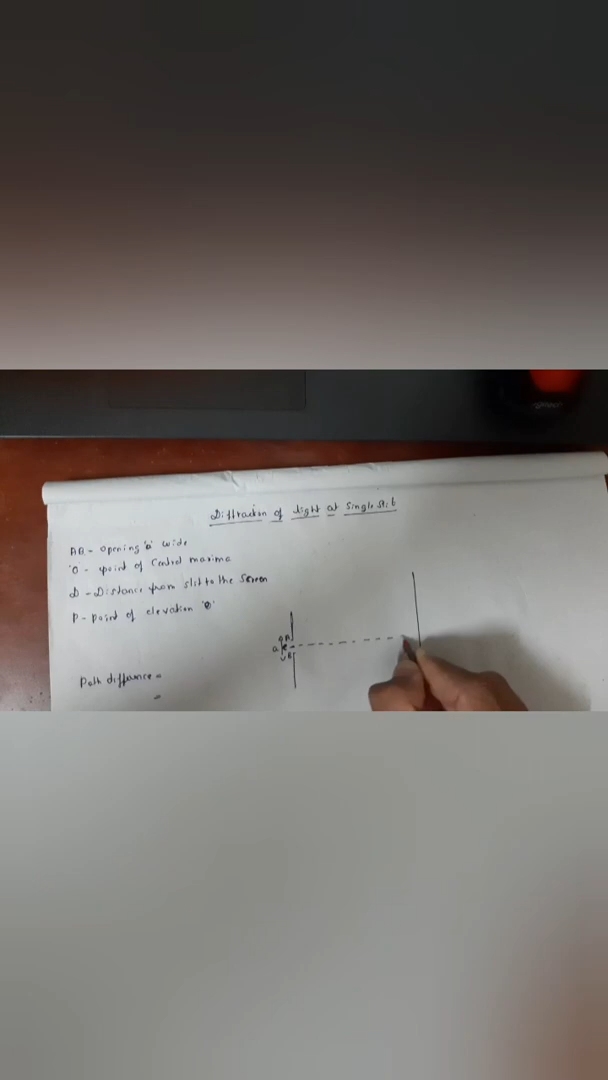 Diffraction of light at Single slit
AB - opening 'a' wide
'O' - point of Central maxima
D - Distance from slit to the Screen
P - point of elevation 'θ'
A
a
B
Path diffance =
=